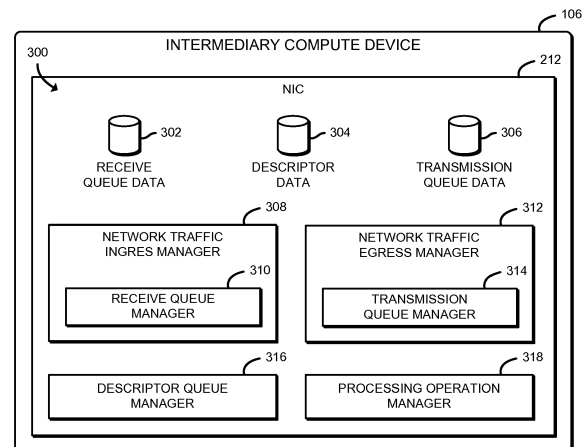 106
INTERMEDIARY COMPUTE DEVICE
300
212
NIC
302
304
306
RECEIVE
QUEUE DATA
DESCRIPTOR
DATA
TRANSMISSION
QUEUE DATA
308
NETWORK TRAFFIC
INGRES MANAGER
310
RECEIVE QUEUE
MANAGER
312
NETWORK TRAFFIC
EGRESS MANAGER
314
TRANSMISSION
QUEUE MANAGER
316
DESCRIPTOR QUEUE
MANAGER
318
PROCESSING OPERATION
MANAGER